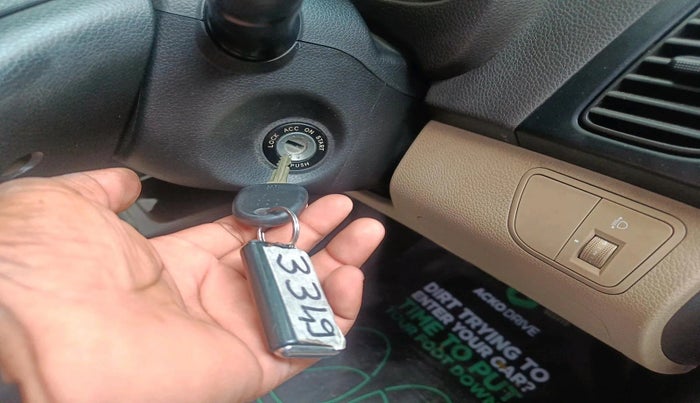 LOCK ACC ON START
PUSH
3349
ACKO DRIVE
DIRT TRYING TO
ENTER YOUR CAR?
TIME TO PUT
YOUR FOOT DOWN